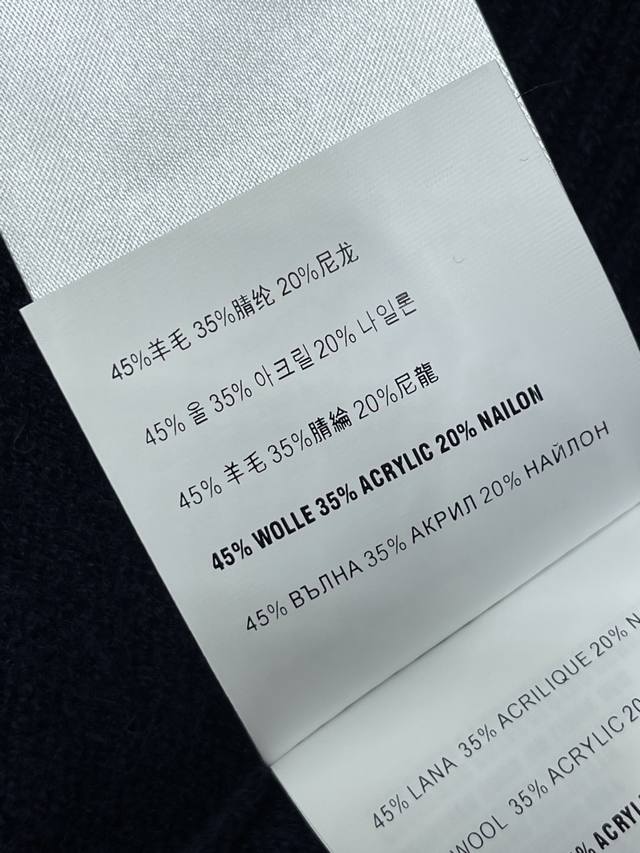 45%羊毛 35%腈纶 20%尼龙
45% 울 35% 아크릴 20% 나일론
45% 羊毛 35%腈綸 20%尼龍
45% WOLLE 35% ACRYLIC 20% NAILON
45% ВЪЛНА 35% АКРИЛ 20% НАЙЛОН
45% LANA 35% ACRILIQUE 20% N
WOOL 35% ACRYLIC 20
% ACRYLI